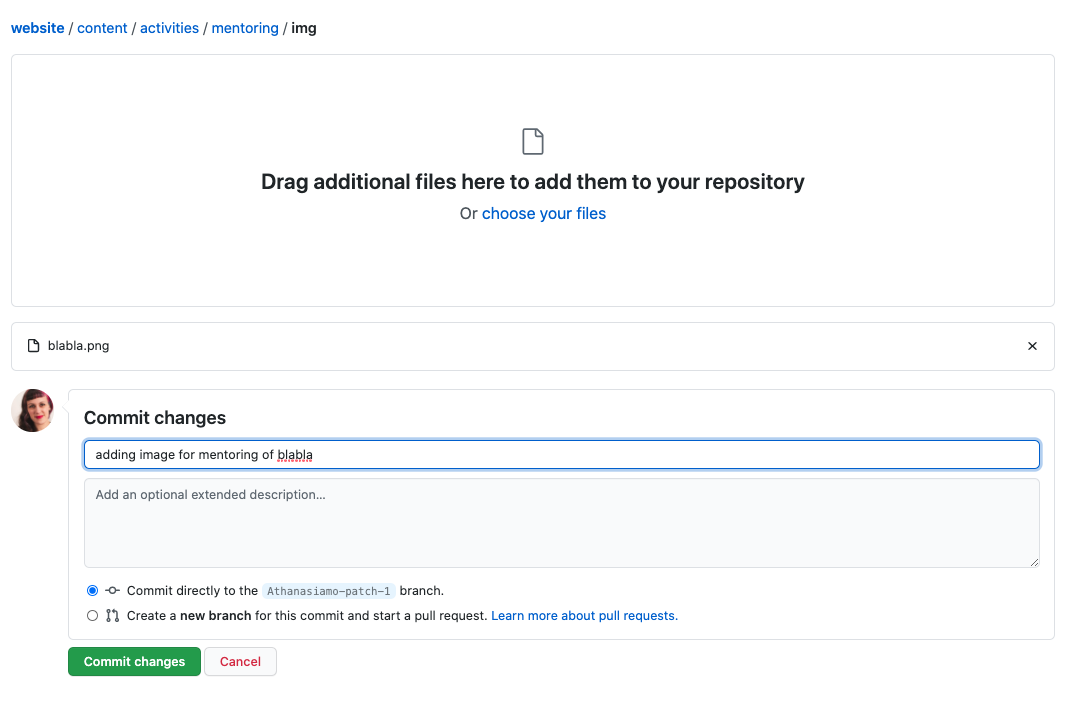 website / content / activities / mentoring / img
Drag additional files here to add them to your repository
Or choose your files
blabla.png
Commit changes
adding image for mentoring of blabla
Add an optional extended description...
Commit directly to the Athanasiamo-patch-1 branch.
Create a new branch for this commit and start a pull request. Learn more about pull requests.
Commit changes Cancel